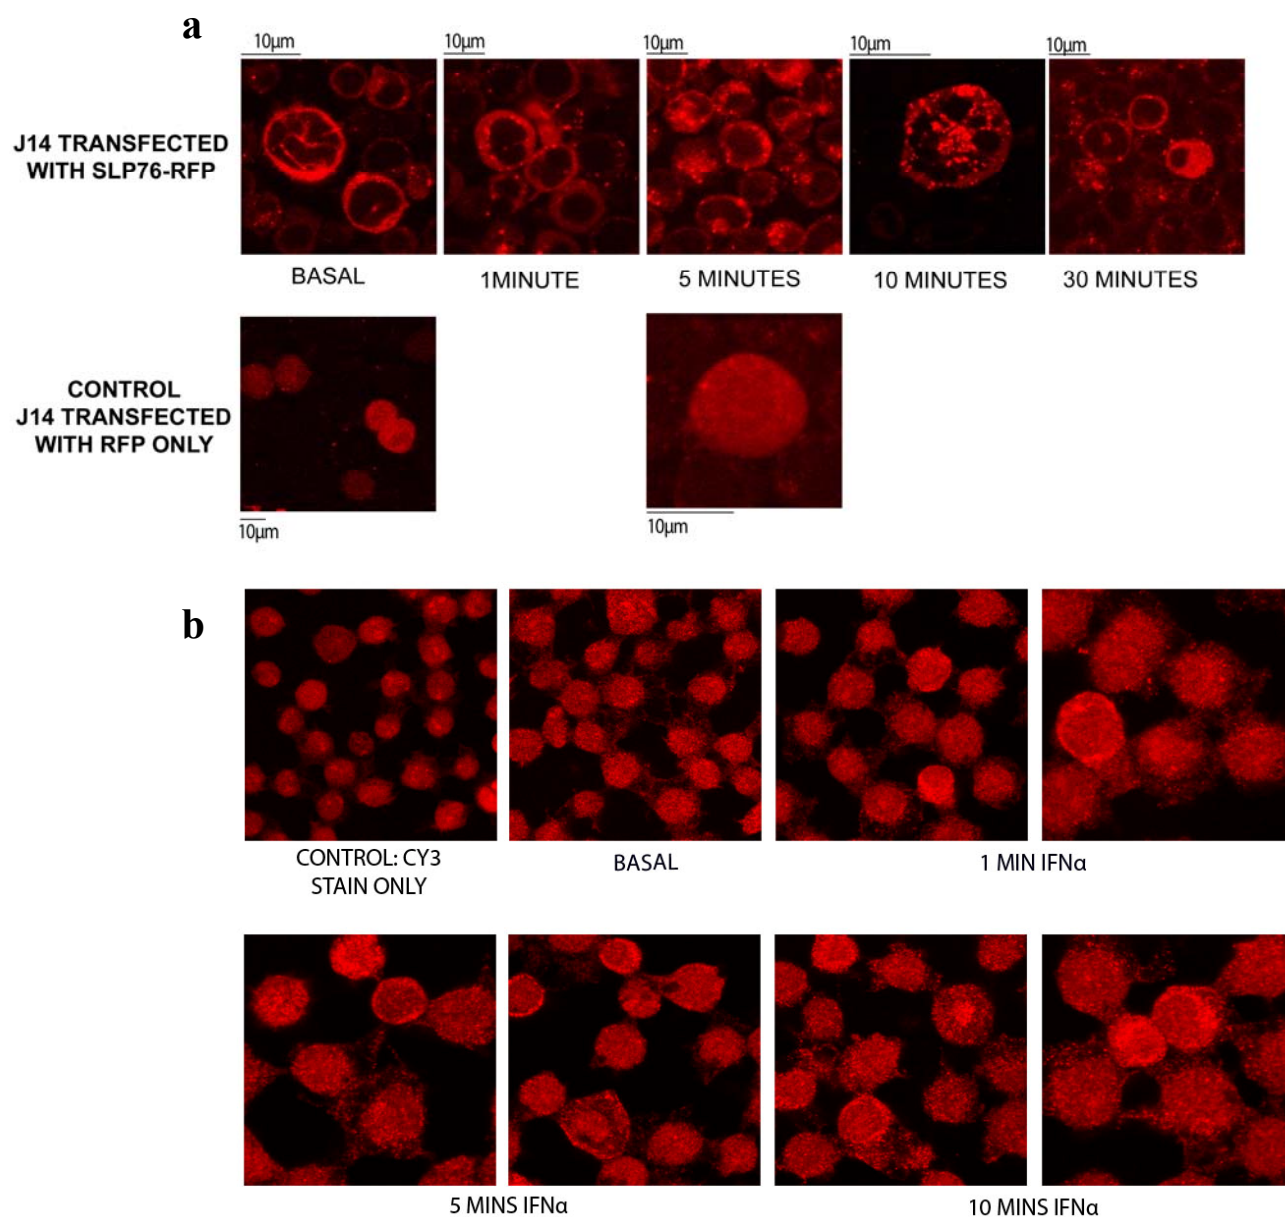 a
10µm
10µm
10µm
10µm
10µm
J14 TRANSFECTED
WITH SLP76-RFP
BASAL
1MINUTE
5 MINUTES
10 MINUTES
30 MINUTES
CONTROL
J14 TRANSFECTED
WITH RFP ONLY
10µm
10µm
b
CONTROL: CY3
STAIN ONLY
BASAL
1 MIN IFNα
5 MINS IFNα
10 MINS IFNα